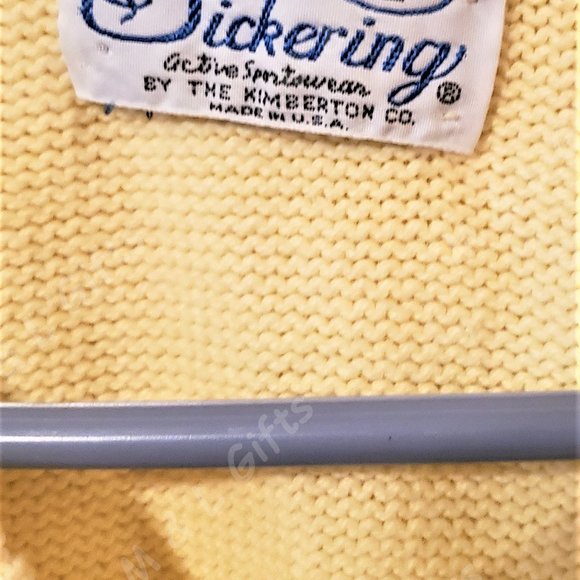 Pickering ®
Active Sportswear
BY THE KIMBERTON CO.
MADE IN U.S.A.
Gifts